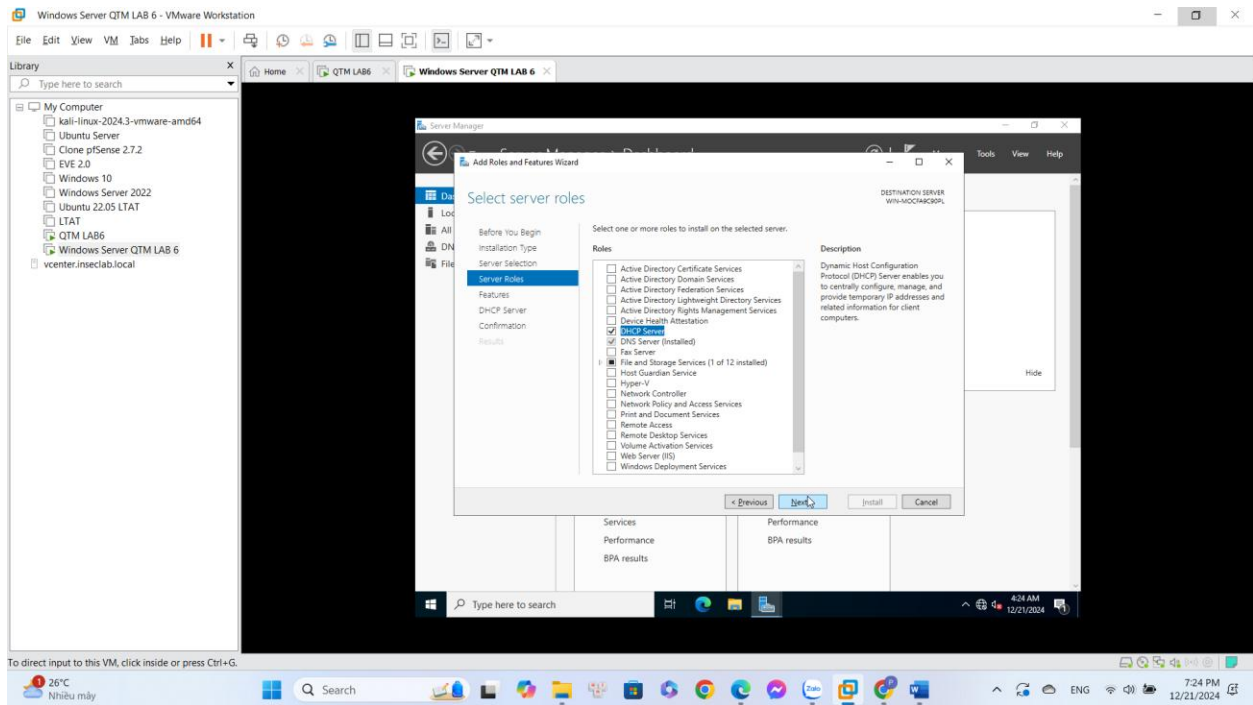 Windows Server QTM LAB 6 - VMware Workstation
File Edit View VM Tabs Help
Library
Type here to search
My Computer
kali-linux-2024.3-vmware-amd64
Ubuntu Server
Clone pfSense 2.7.2
EVE 2.0
Windows 10
Windows Server 2022
Ubuntu 22.05 LTAT
LTAT
QTM LAB6
Windows Server QTM LAB 6
vcenter.inseclab.local
Home QTM LAB6 Windows Server QTM LAB 6
Server Manager
Tools View Help
Add Roles and Features Wizard
Select server roles
DESTINATION SERVER
Before You Begin
Installation Type
Server Selection
Server Roles
Features
DHCP Server
Confirmation
Results
Select one or more roles to install on the selected server.
Roles
Active Directory Certificate Services
Active Directory Domain Services
Active Directory Federation Services
Active Directory Lightweight Directory Services
Active Directory Rights Management Services
Device Health Attestation
DHCP Server
DNS Server (Installed)
Fax Server
File and Storage Services (1 of 12 installed)
Host Guardian Service
Hyper-V
Network Controller
Network Policy and Access Services
Print and Document Services
Remote Access
Remote Desktop Services
Volume Activation Services
Web Server (IIS)
Windows Deployment Services
Description
Dynamic Host Configuration
Protocol (DHCP) Server enables you
to centrally configure, manage, and
provide temporary IP addresses and
related information for client
computers.
< Previous Next Install Cancel
Hide
Services
Performance
BPA results
Performance
BPA results
Type here to search
4:24 AM
12/21/2024
To direct input to this VM, click inside or press Ctrl+G.
1
26°C
Nhiều mây
Search
Zalo
ENG
7:24 PM
12/21/2024